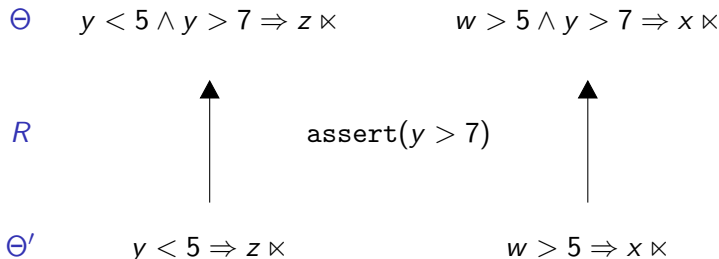 Θ y < 5 ∧ y > 7 ⇒ z ⋉ w > 5 ∧ y > 7 ⇒ x ⋉
R assert(y > 7)
Θ′ y < 5 ⇒ z ⋉ w > 5 ⇒ x ⋉